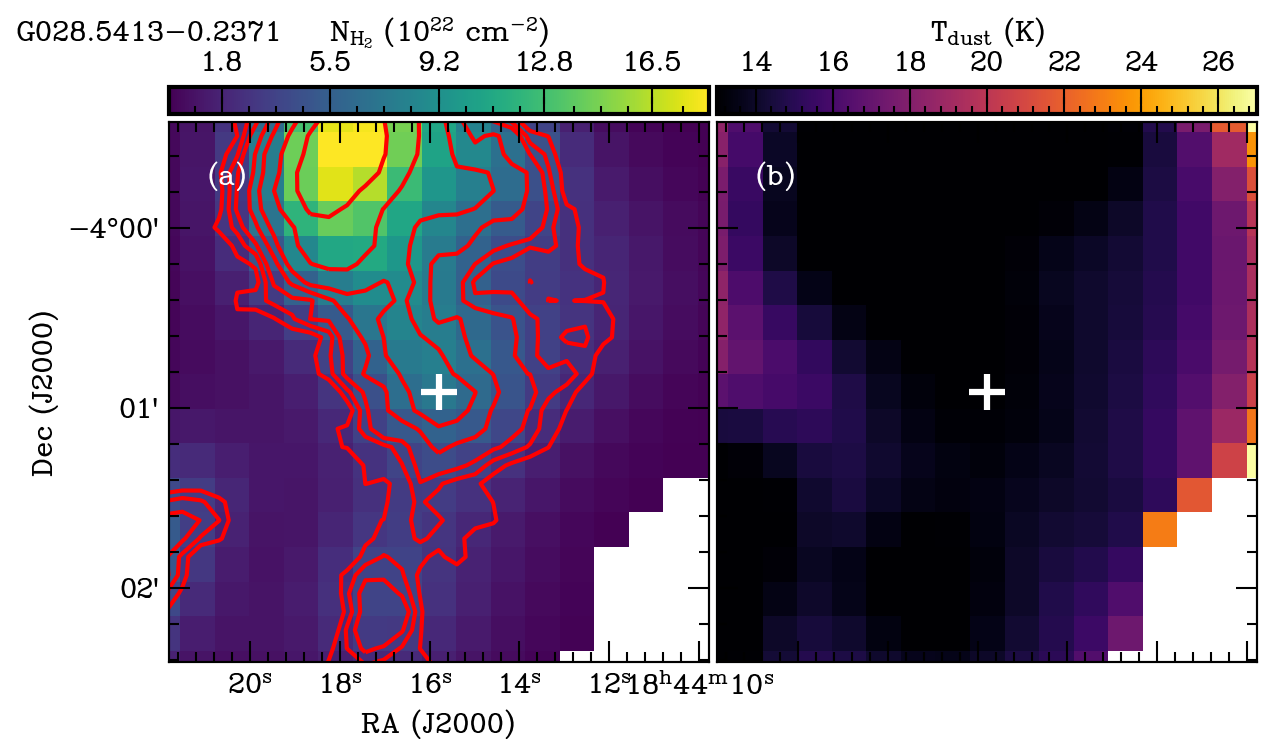 G028.5413−0.2371 N_H₂ (10²² cm⁻²) T_dust (K)
1.8 5.5 9.2 12.8 16.5 14 16 18 20 22 24 26
(a) (b)
−4°00'
01'
02'
Dec (J2000)
20ˢ 18ˢ 16ˢ 14ˢ 12ˢ 18ʰ44ᵐ10ˢ
RA (J2000)